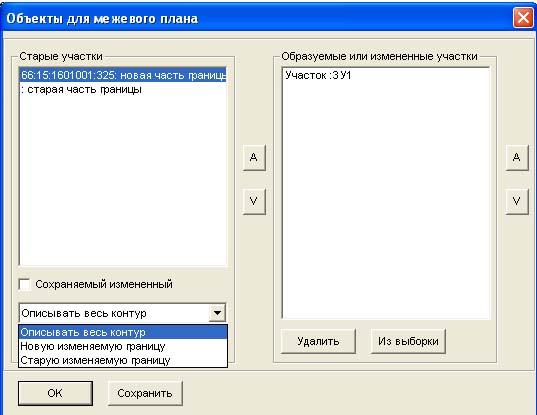 Объекты для межевого плана
Старые участки
66:15:1601001:325: новая часть границы
: старая часть границы
A
V
Сохраняемый измененный
Описывать весь контур
Описывать весь контур
Новую изменяемую границу
Старую изменяемую границу
Образуемые или измененные участки
Участок :ЗУ1
A
V
Удалить
Из выборки
OK
Сохранить